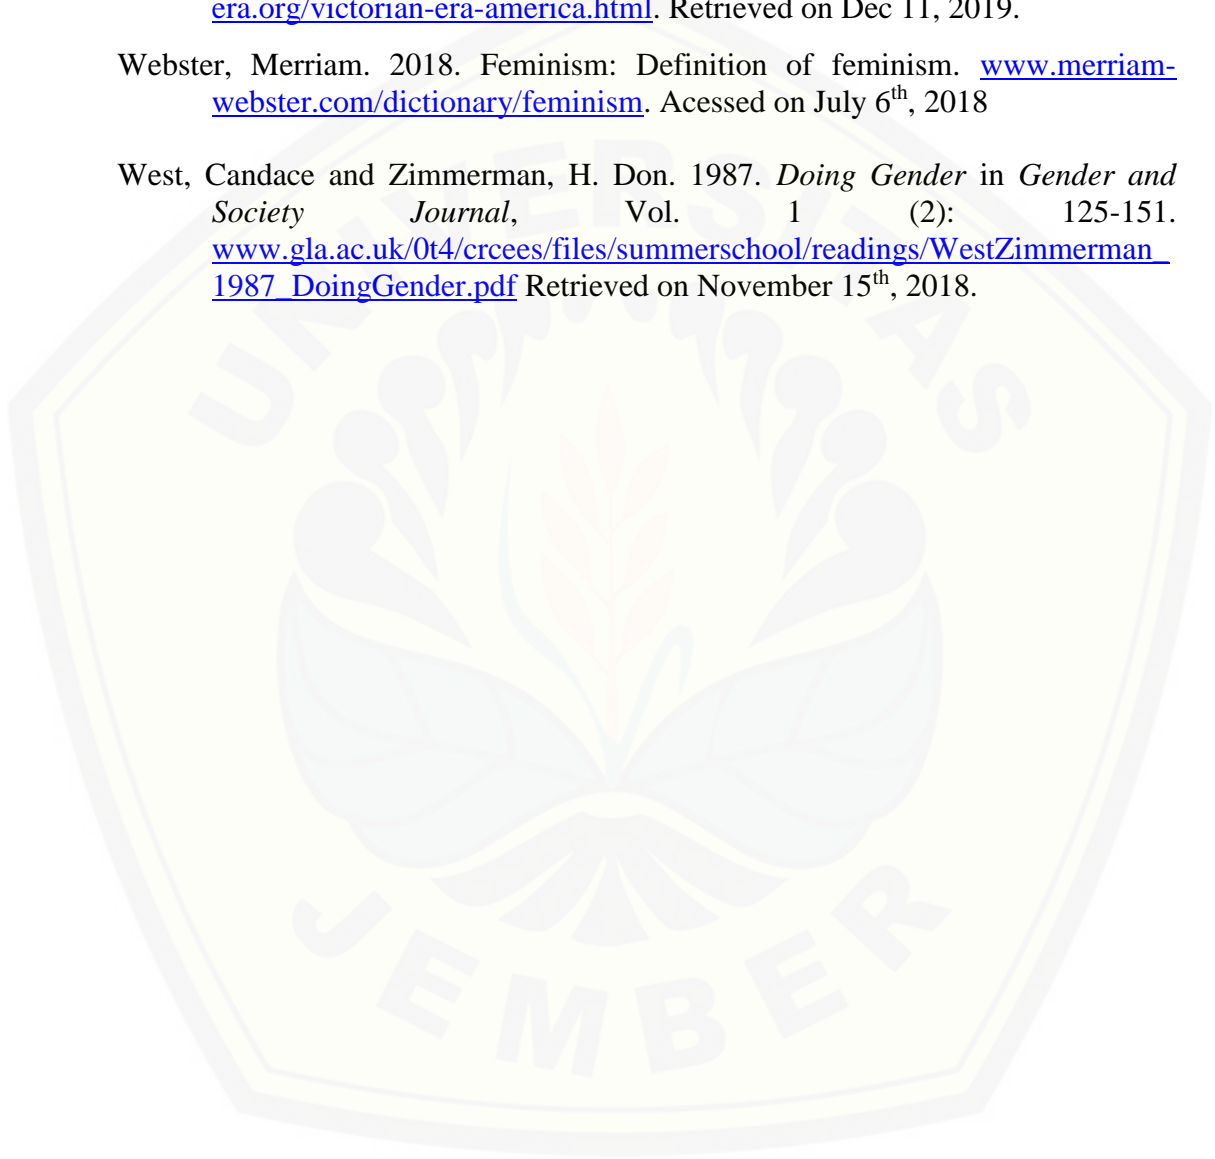 era.org/victorian-era-america.html. Retrieved on Dec 11, 2019.
Webster, Merriam. 2018. Feminism: Definition of feminism. www.merriam-
webster.com/dictionary/feminism. Acessed on July 6th, 2018
West, Candace and Zimmerman, H. Don. 1987. Doing Gender in Gender and
Society Journal, Vol. 1 (2): 125-151.
www.gla.ac.uk/0t4/crcees/files/summerschool/readings/WestZimmerman_
1987_DoingGender.pdf Retrieved on November 15th, 2018.
UNIVERSITAS
JEMBER